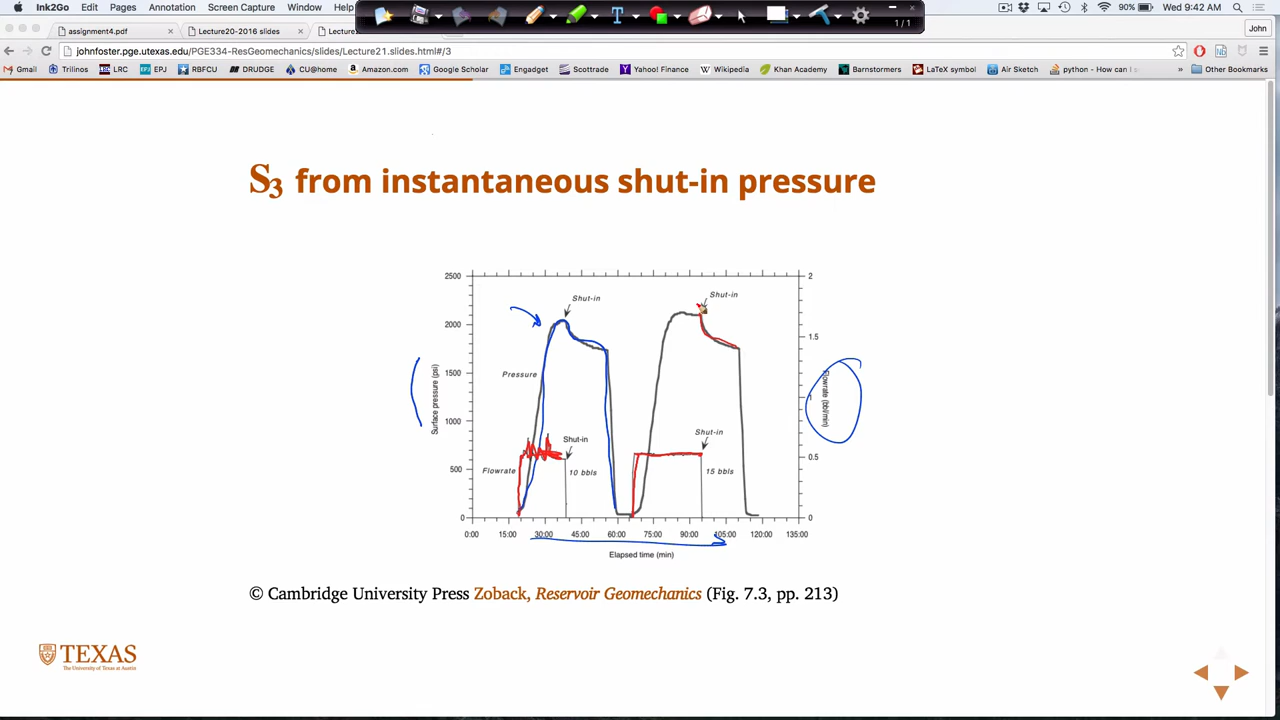 Ink2Go Edit Pages Annotation Screen Capture Window Help
90% Wed 9:42 AM
1/1
assignment4.pdf
Lecture20-2016 slides
Lectur
John
johnfoster.pge.utexas.edu/PGE334-ResGeomechanics/slides/Lecture21.slides.html#/3
Gmail Trilinos LRC EPJ RBFCU DRUDGE CU@home Amazon.com Google Scholar Engadget Scottrade Yahoo! Finance Wikipedia Khan Academy Barnstormers LaTeX symbol Air Sketch python - How can I s » Other Bookmarks
S3 from instantaneous shut-in pressure
2500
2000
1500
1000
500
0
Surface pressure (psi)
2
1.5
1
0.5
0
Flowrate (bbl/min)
Shut-in
Shut-in
Pressure
Shut-in
Shut-in
Flowrate
10 bbls
15 bbls
0:00 15:00 30:00 45:00 60:00 75:00 90:00 105:00 120:00 135:00
Elapsed time (min)
© Cambridge University Press Zoback, Reservoir Geomechanics (Fig. 7.3, pp. 213)
TEXAS
The University of Texas at Austin